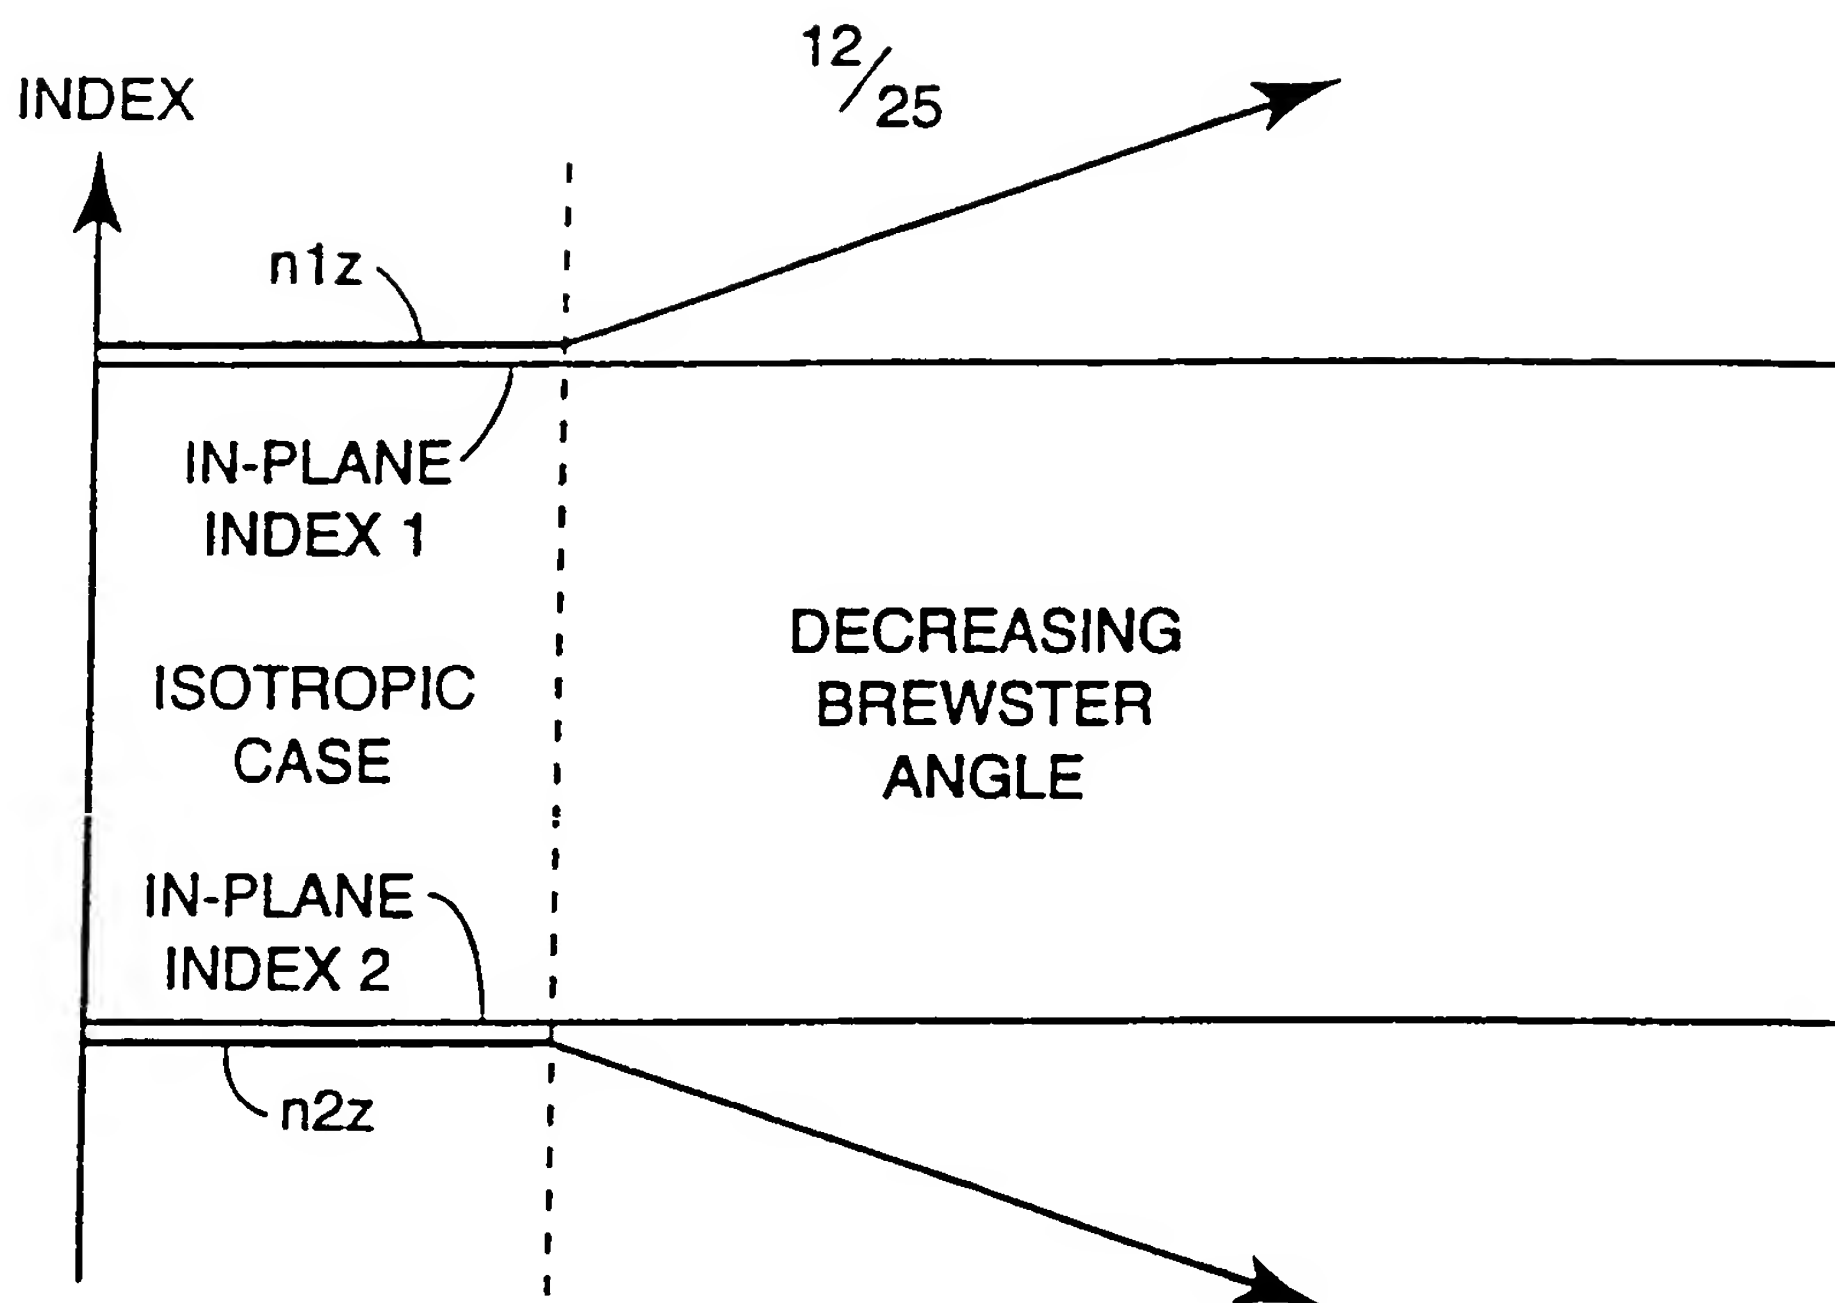 12/25
INDEX
n1z
IN-PLANE
INDEX 1
ISOTROPIC
CASE
DECREASING
BREWSTER
ANGLE
IN-PLANE
INDEX 2
n2z